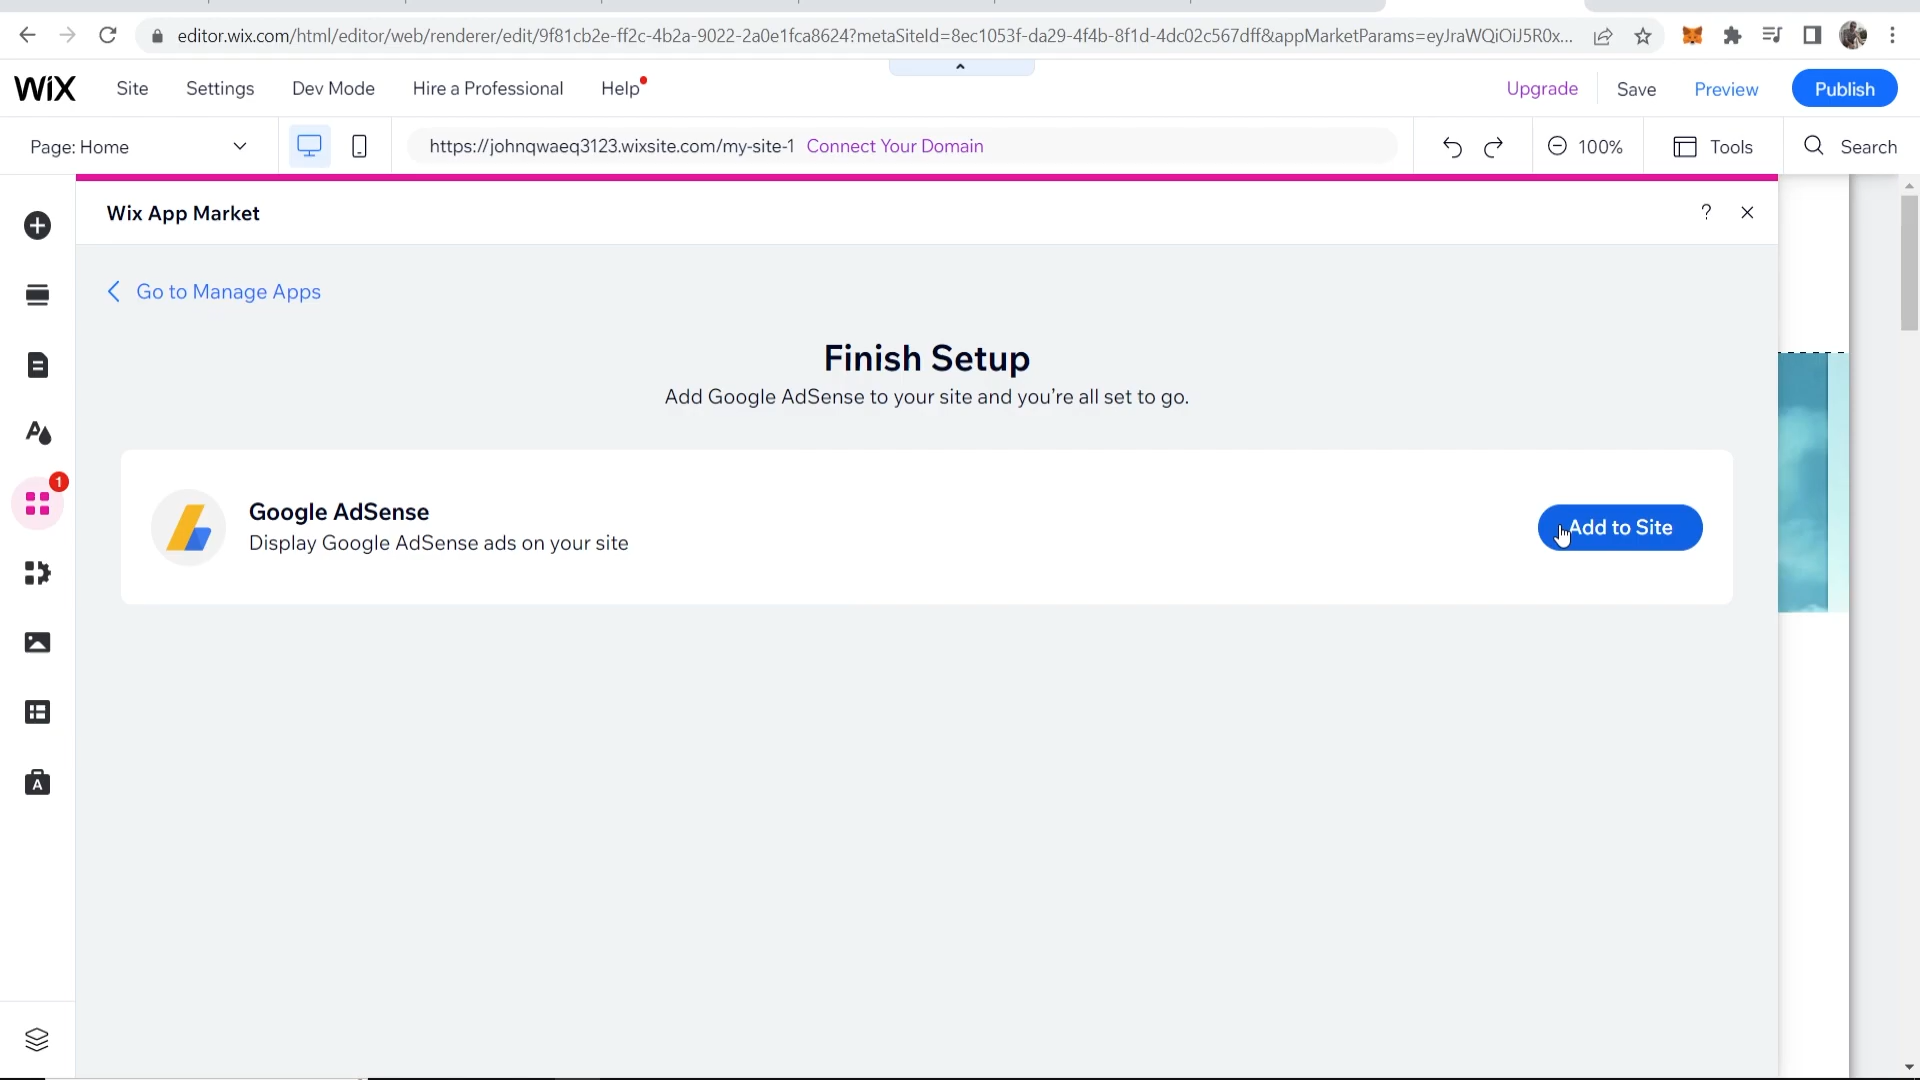 editor.wix.com/html/editor/web/renderer/edit/9f81cb2e-ff2c-4b2a-9022-2a0e1fca8624?metaSiteId=8ec1053f-da29-4f4b-8f1d-4dc02c567dff&appMarketParams=eyJraWQiOiJ5R0x...
WiX Site Settings Dev Mode Hire a Professional Help Upgrade Save Preview Publish
Page: Home https://johnqwaeq3123.wixsite.com/my-site-1 Connect Your Domain 100% Tools Search
Wix App Market ?
Go to Manage Apps
Finish Setup
Add Google AdSense to your site and you're all set to go.
Google AdSense
Display Google AdSense ads on your site
Add to Site
1
A
A